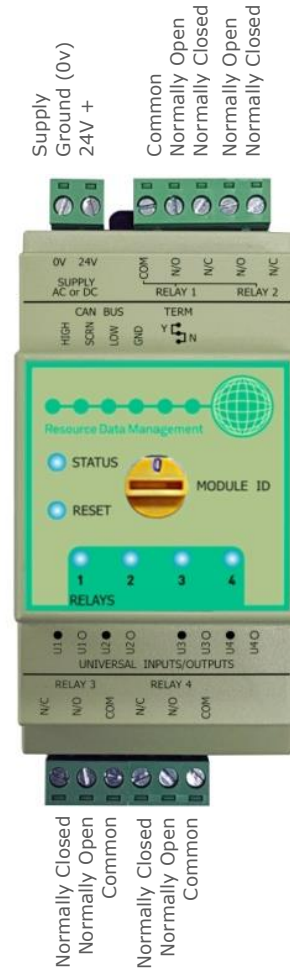 Supply
Ground (0v)
24V +
Common
Normally Open
Normally Closed
Normally Open
Normally Closed
0V 24V
SUPPLY
AC or DC
COM
N/O
N/C
N/O
N/C
RELAY 1 RELAY 2
CAN BUS
HIGH
SCRN
LOW
GND
TERM
Y N
Resource Data Management
STATUS
0
MODULE ID
RESET
1 2 3 4
RELAYS
U1
U1
U2
U2
U3
U3
U4
U4
UNIVERSAL INPUTS/OUTPUTS
RELAY 3 RELAY 4
N/C
N/O
COM
N/C
N/O
COM
Normally Closed
Normally Open
Common
Normally Closed
Normally Open
Common